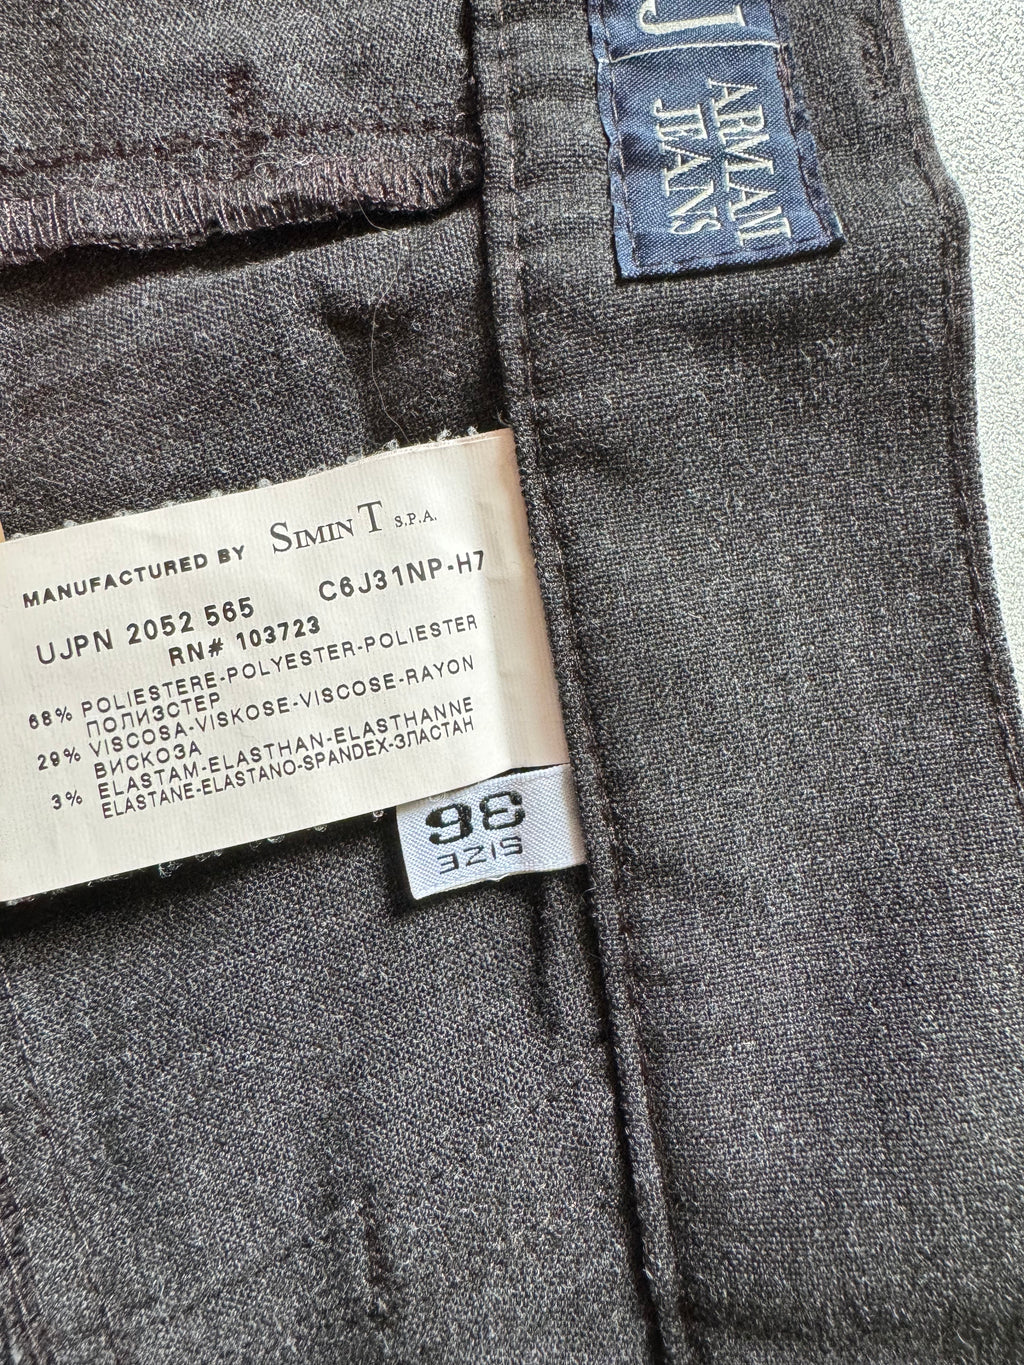 J
ARMANI
JEANS
MANUFACTURED BY SIMIN T S.P.A.
UJPN 2052 565 C6J31NP-H7
RN# 103723
68% POLIESTERE-POLYESTER-POLIESTER
ПОЛИЭСТЕР
29% VISCOSA-VISKOSE-VISCOSE-RAYON
ВИСКОЗА
3% ELASTAM-ELASTHAN-ELASTHANNE
ELASTANE-ELASTANO-SPANDEX-ЭЛАСТАН
SIZE
36